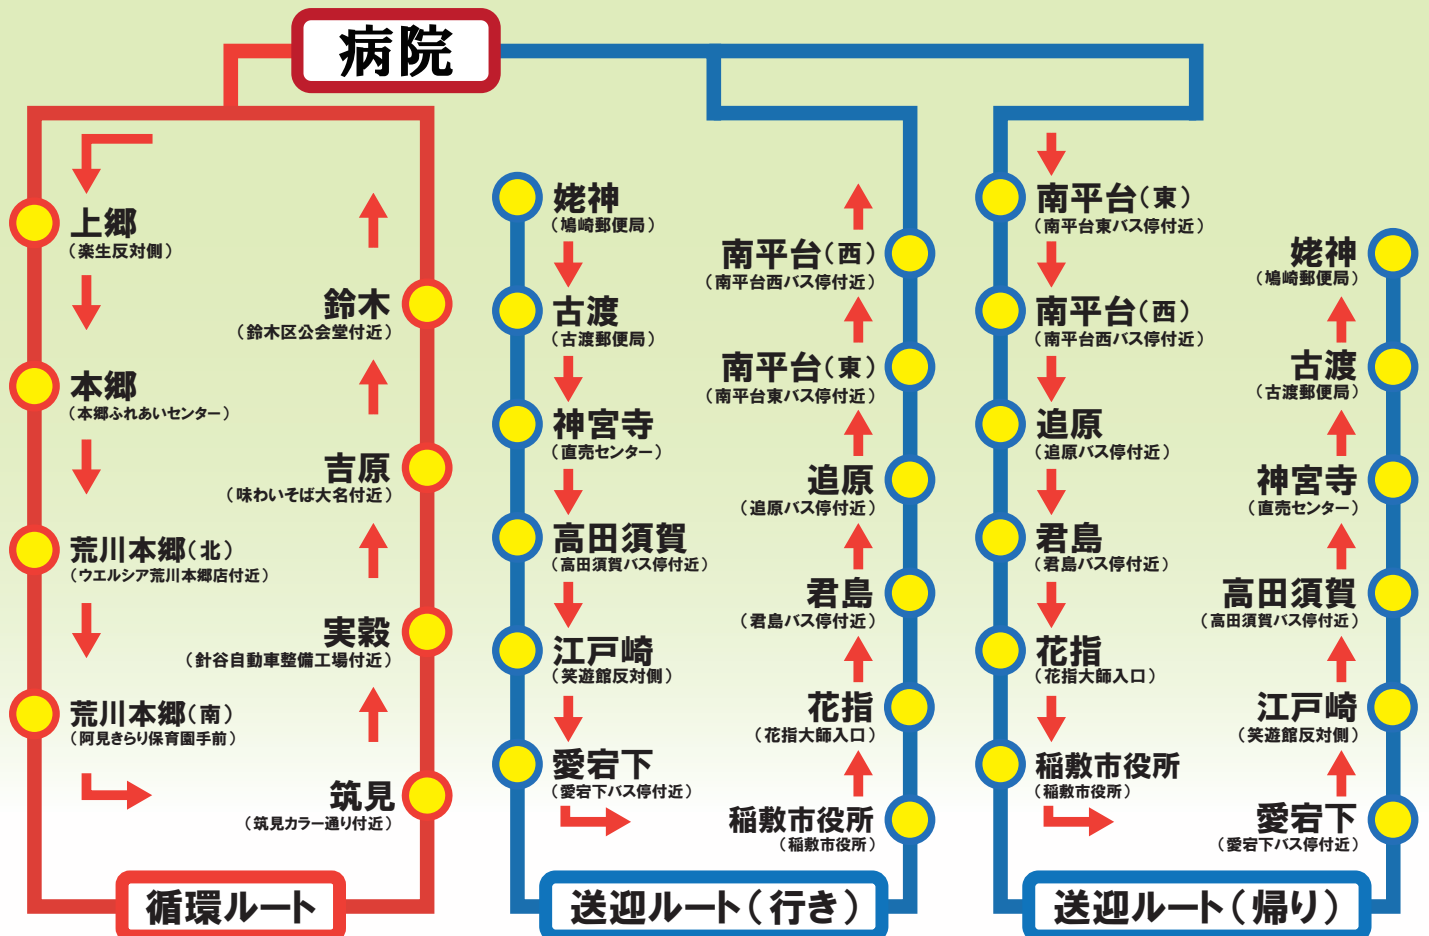 病院
上郷
（楽生反対側）
本郷
（本郷ふれあいセンター）
荒川本郷（北）
（ウエルシア荒川本郷店付近）
荒川本郷（南）
（阿見きらり保育園手前）
筑見
（筑見カラー通り付近）
実穀
（針谷自動車整備工場付近）
吉原
（味わいそば大名付近）
鈴木
（鈴木区公会堂付近）
循環ルート
姥神
（鳩崎郵便局）
古渡
（古渡郵便局）
神宮寺
（直売センター）
高田須賀
（高田須賀バス停付近）
江戸崎
（笑遊館反対側）
愛宕下
（愛宕下バス停付近）
稲敷市役所
（稲敷市役所）
花指
（花指大師入口）
君島
（君島バス停付近）
追原
（追原バス停付近）
南平台（東）
（南平台東バス停付近）
南平台（西）
（南平台西バス停付近）
送迎ルート（行き）
南平台（東）
（南平台東バス停付近）
南平台（西）
（南平台西バス停付近）
追原
（追原バス停付近）
君島
（君島バス停付近）
花指
（花指大師入口）
稲敷市役所
（稲敷市役所）
愛宕下
（愛宕下バス停付近）
江戸崎
（笑遊館反対側）
高田須賀
（高田須賀バス停付近）
神宮寺
（直売センター）
古渡
（古渡郵便局）
姥神
（鳩崎郵便局）
送迎ルート（帰り）